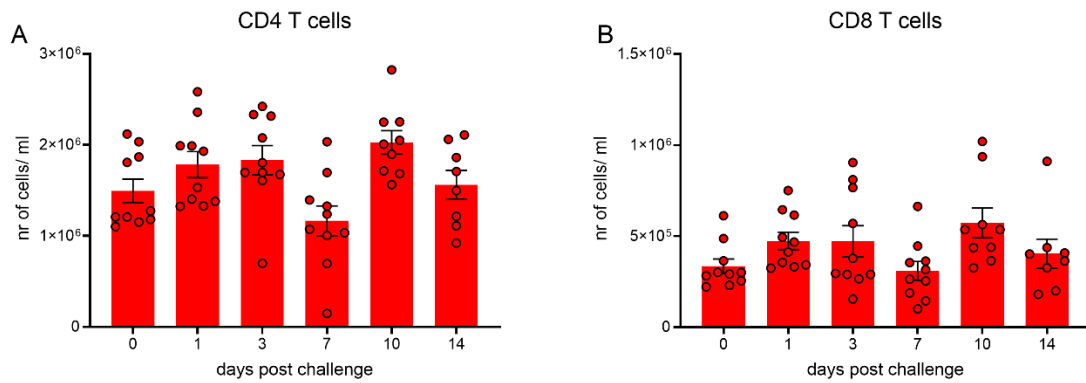 A
CD4 T cells
3×10⁶
2×10⁶
1×10⁶
0
nr of cells/ ml
0 1 3 7 10 14
days post challenge
B
CD8 T cells
1.5×10⁶
1×10⁶
5×10⁵
0
nr of cells/ ml
0 1 3 7 10 14
days post challenge